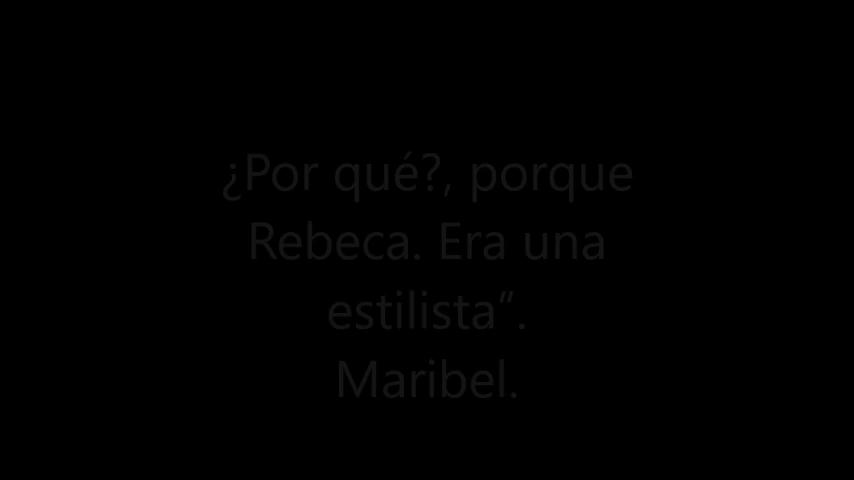 ¿Por qué?, porque
Rebeca. Era una
estilista”.
Maribel.